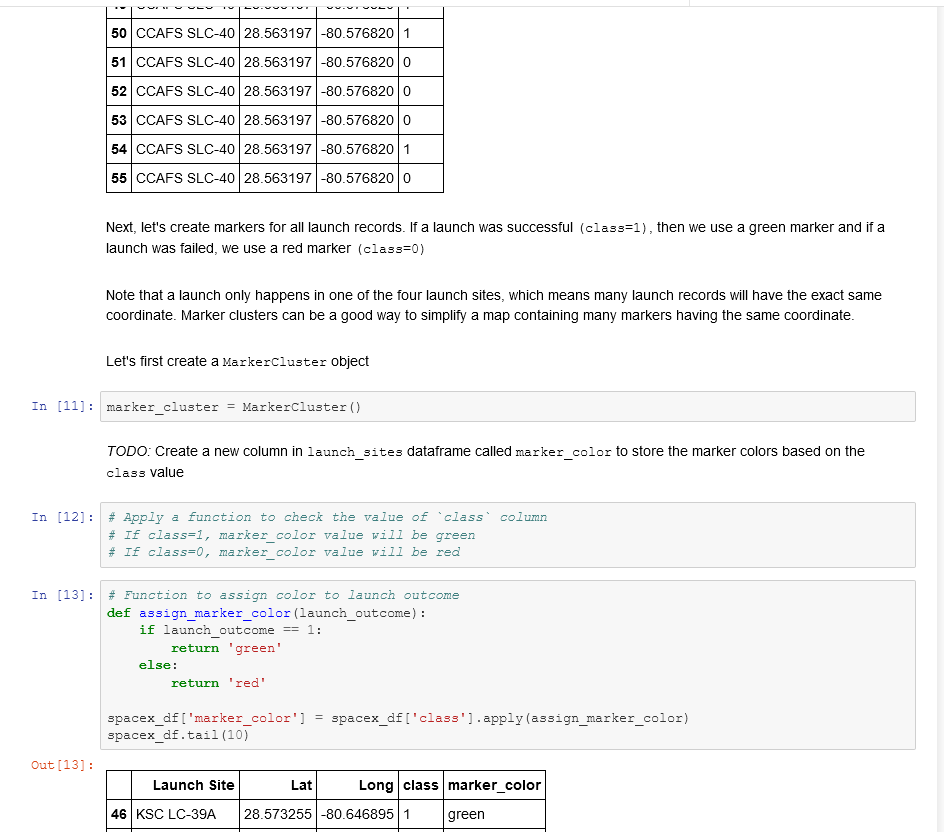 50 CCAFS SLC-40 28.563197 -80.576820 1
51 CCAFS SLC-40 28.563197 -80.576820 0
52 CCAFS SLC-40 28.563197 -80.576820 0
53 CCAFS SLC-40 28.563197 -80.576820 0
54 CCAFS SLC-40 28.563197 -80.576820 1
55 CCAFS SLC-40 28.563197 -80.576820 0
Next, let's create markers for all launch records. If a launch was successful (class=1), then we use a green marker and if a
launch was failed, we use a red marker (class=0)
Note that a launch only happens in one of the four launch sites, which means many launch records will have the exact same
coordinate. Marker clusters can be a good way to simplify a map containing many markers having the same coordinate.
Let's first create a MarkerCluster object
In [11]: marker_cluster = MarkerCluster()
TODO: Create a new column in launch_sites dataframe called marker_color to store the marker colors based on the
class value
In [12]: # Apply a function to check the value of `class` column
# If class=1, marker_color value will be green
# If class=0, marker_color value will be red
In [13]: # Function to assign color to launch outcome
def assign_marker_color(launch_outcome):
    if launch_outcome == 1:
        return 'green'
    else:
        return 'red'
spacex_df['marker_color'] = spacex_df['class'].apply(assign_marker_color)
spacex_df.tail(10)
Out[13]:
Launch Site Lat Long class marker_color
46 KSC LC-39A 28.573255 -80.646895 1 green